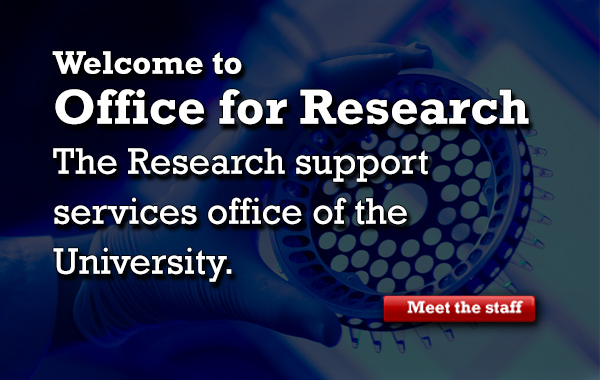 Welcome to
Office for Research
The Research support
services office of the
University.
Meet the staff